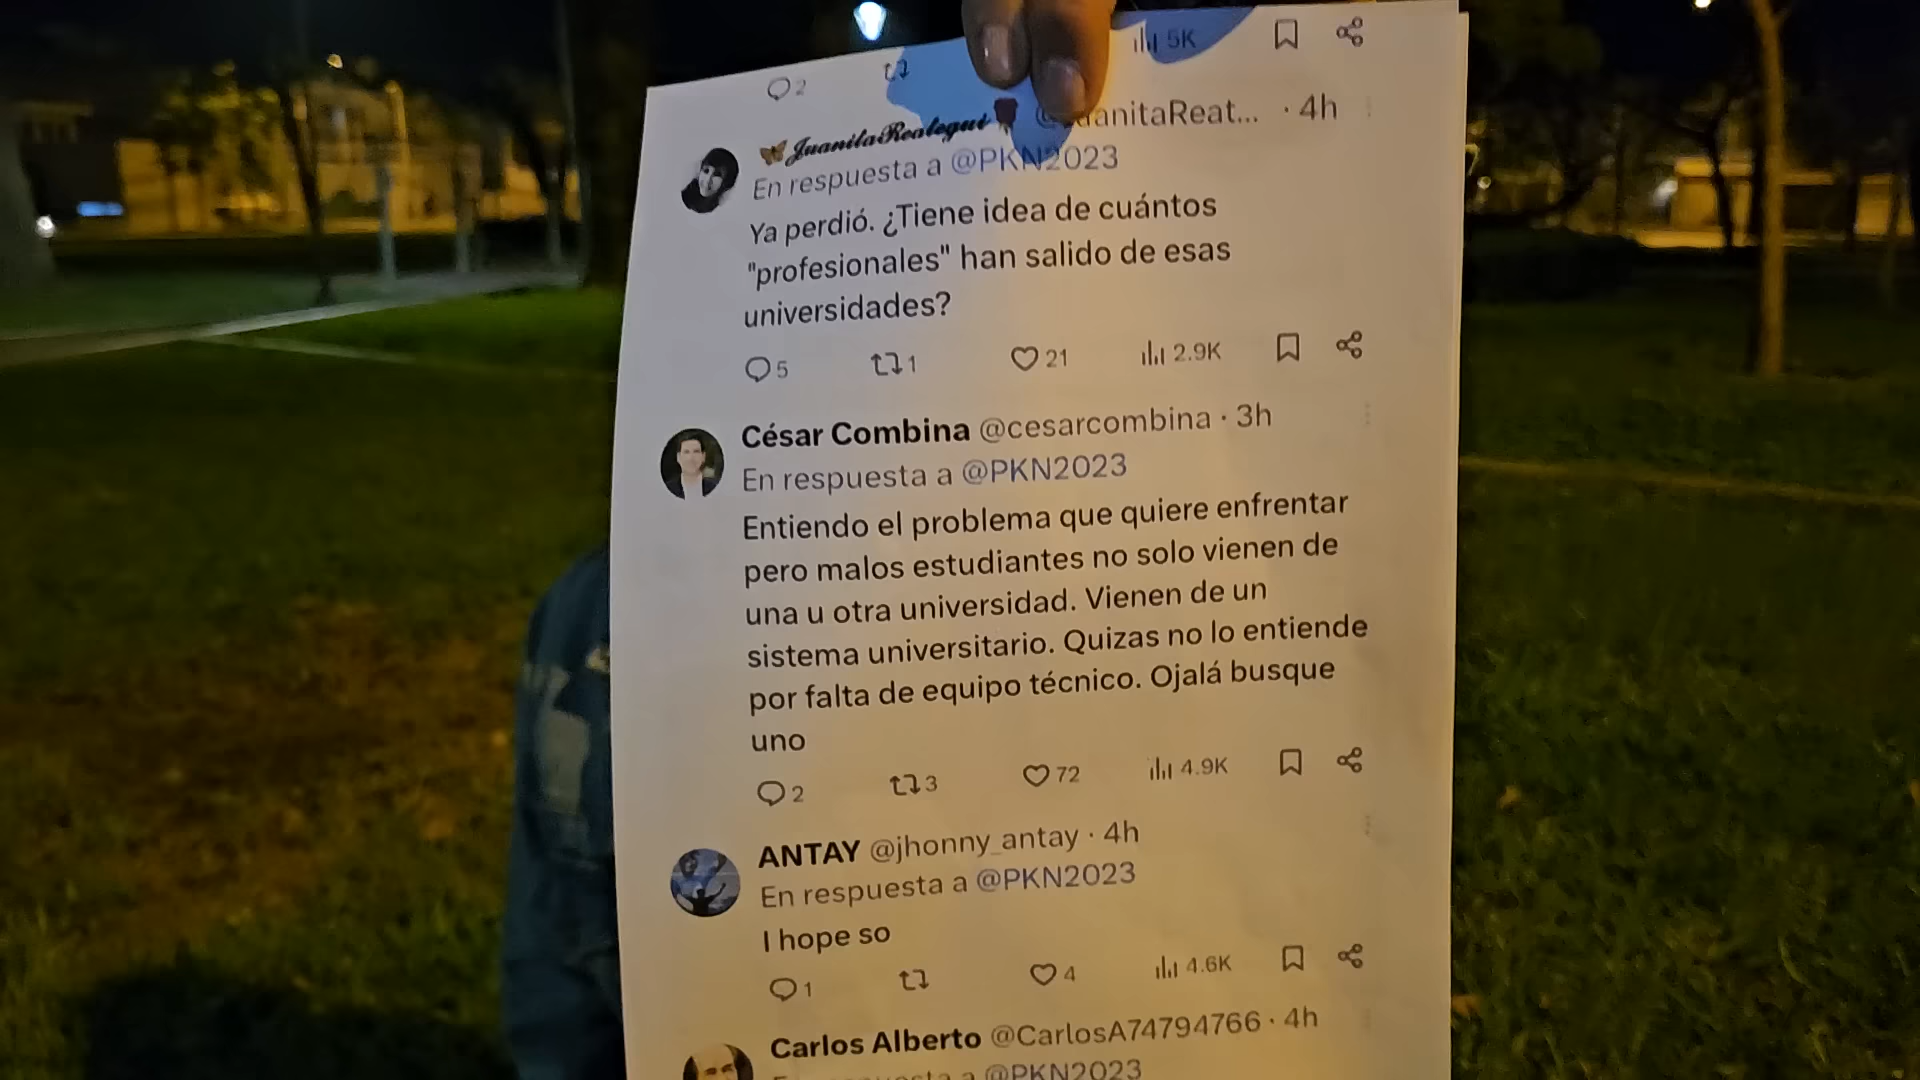 2
5K
JuanitaReategui anitaReat... · 4h
En respuesta a @PKN2023
Ya perdió. ¿Tiene idea de cuántos
"profesionales" han salido de esas
universidades?
5 1 21 2.9K
César Combina @cesarcombina · 3h
En respuesta a @PKN2023
Entiendo el problema que quiere enfrentar
pero malos estudiantes no solo vienen de
una u otra universidad. Vienen de un
sistema universitario. Quizas no lo entiende
por falta de equipo técnico. Ojalá busque
uno
2 3 72 4.9K
ANTAY @jhonny_antay · 4h
En respuesta a @PKN2023
I hope so
1 4 4.6K
Carlos Alberto @CarlosA74794766 · 4h
a @PKN2023